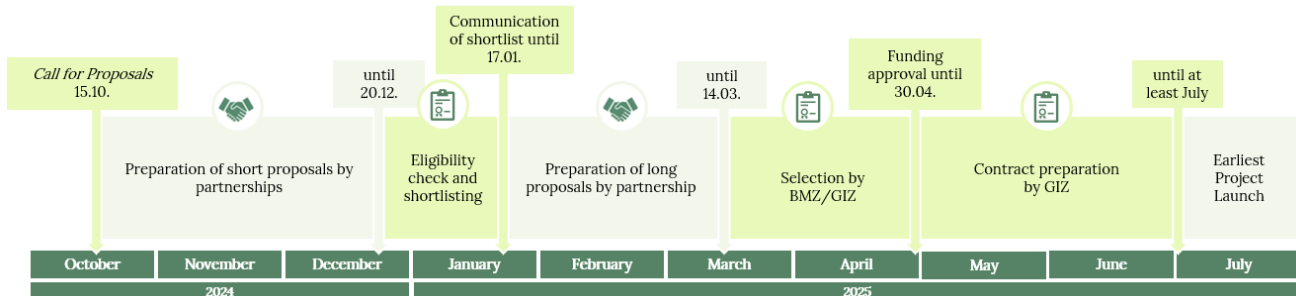 Call for Proposals
15.10.
until
20.12.
Communication
of shortlist until
17.01.
until
14.03.
Funding
approval until
30.04.
until at
least July
Preparation of short proposals by
partnerships
Eligibility
check and
shortlisting
Preparation of long
proposals by partnership
Selection by
BMZ/GIZ
Contract preparation
by GIZ
Earliest
Project
Launch
October
November
December
January
February
March
April
May
June
July
2024
2025